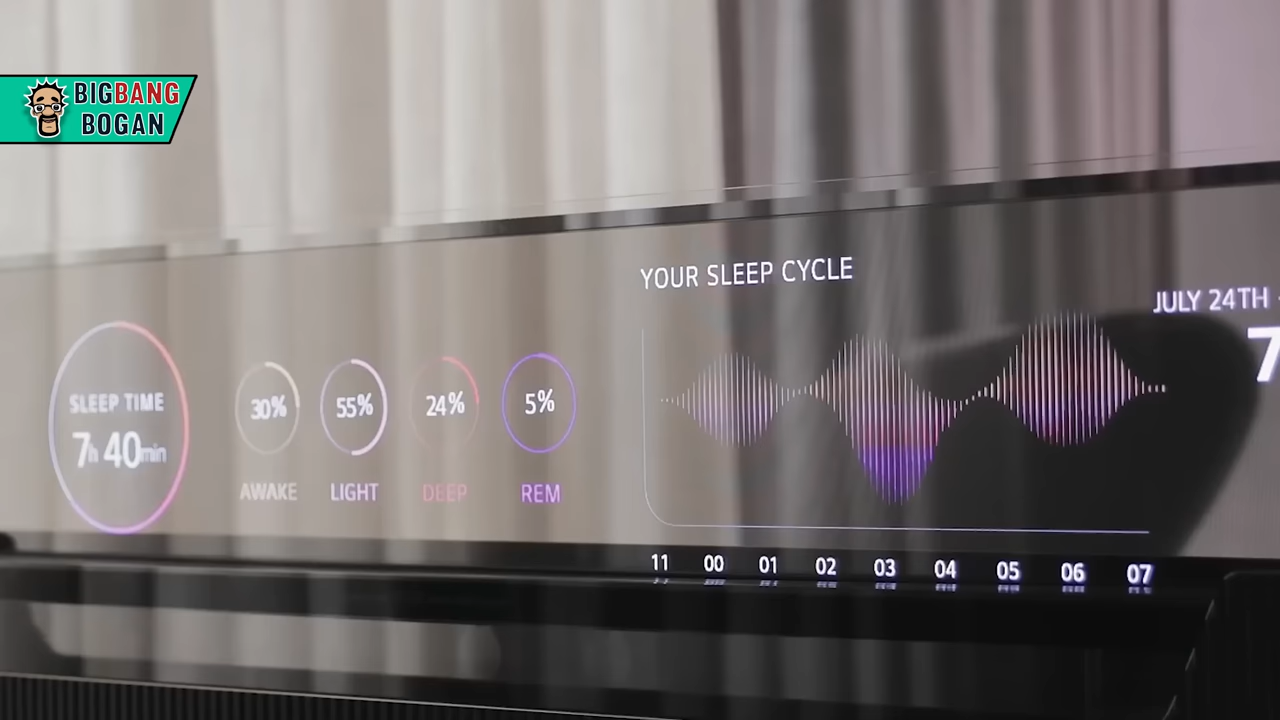 BIGBANG
BOGAN
YOUR SLEEP CYCLE
JULY 24TH
7
SLEEP TIME
7h 40min
30%
55%
24%
5%
AWAKE
LIGHT
DEEP
REM
11 00 01 02 03 04 05 06 07